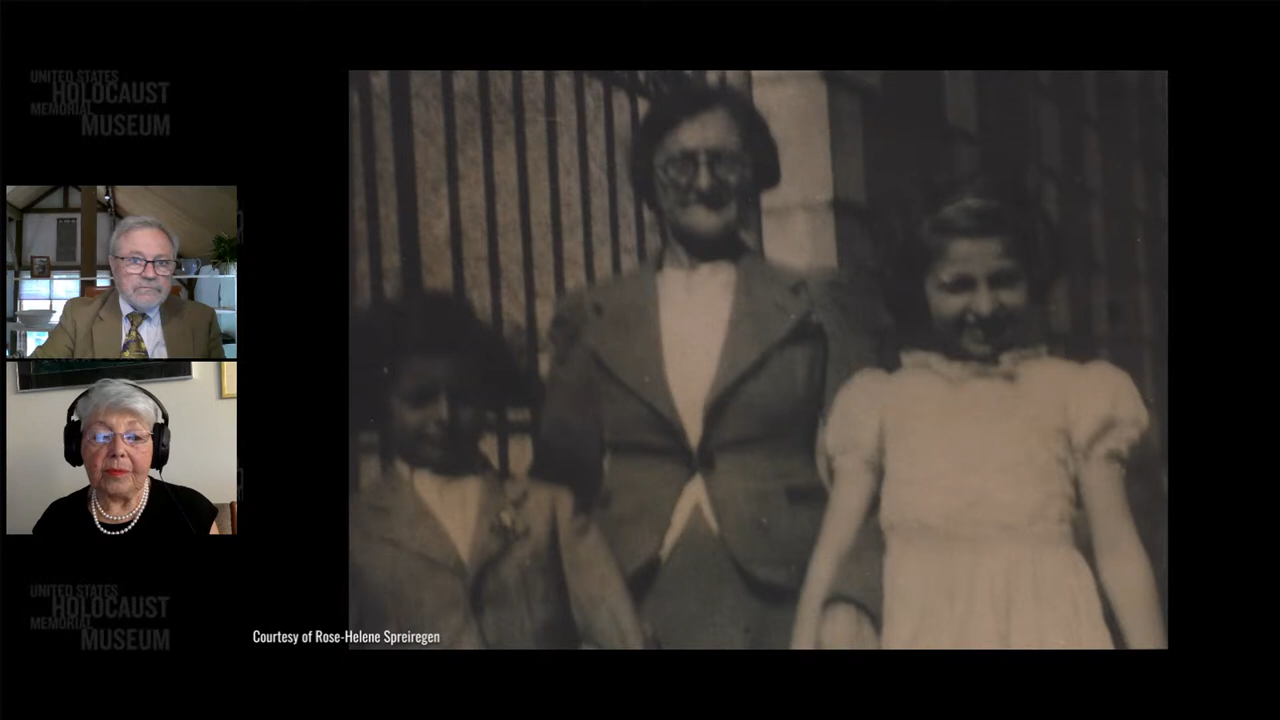 UNITED STATES
HOLOCAUST
MEMORIAL
MUSEUM
Courtesy of Rose-Helene Spreiregen
UNITED STATES
HOLOCAUST
MEMORIAL
MUSEUM